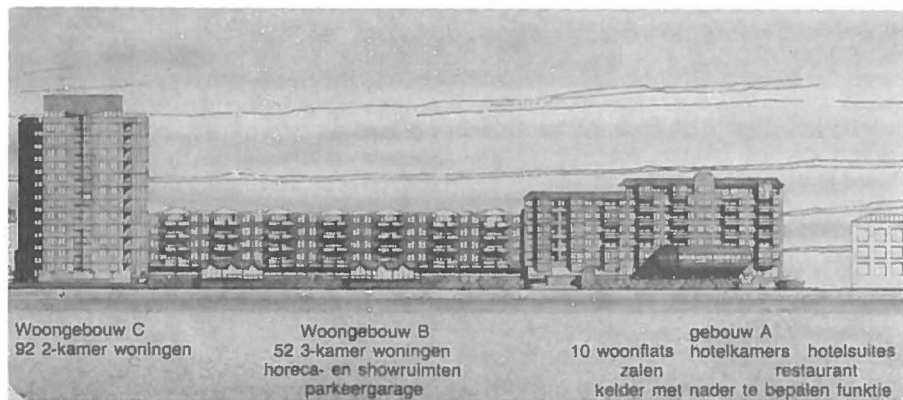 Woongebouw C
92 2-kamer woningen
Woongebouw B
52 3-kamer woningen
horeca- en showruimten
parkeergarage
gebouw A
10 woonflats hotelkamers hotelsuites
zalen restaurant
kelder met nader te bepalen funktie